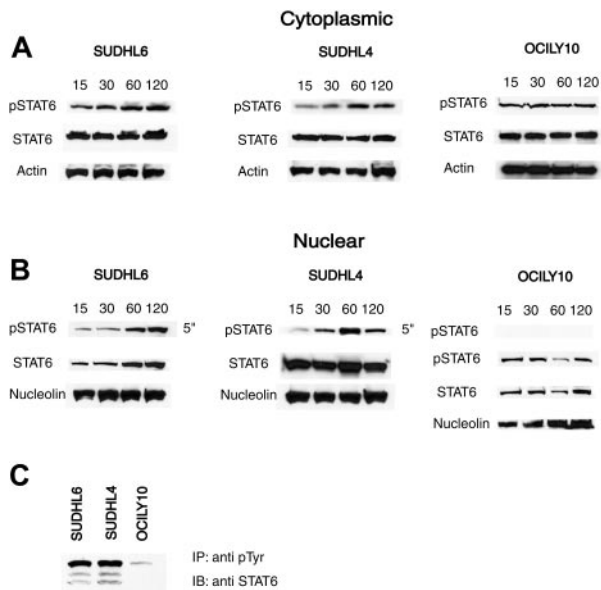 Cytoplasmic
A
SUDHL6
SUDHL4
OCILY10
15 30 60 120
15 30 60 120
15 30 60 120
pSTAT6
pSTAT6
pSTAT6
STAT6
STAT6
STAT6
Actin
Actin
Actin
Nuclear
B
SUDHL6
SUDHL4
OCILY10
15 30 60 120
15 30 60 120
15 30 60 120
pSTAT6
5"
pSTAT6
5"
pSTAT6
pSTAT6
STAT6
STAT6
STAT6
Nucleolin
Nucleolin
Nucleolin
C
SUDHL6
SUDHL4
OCILY10
IP: anti pTyr
IB: anti STAT6